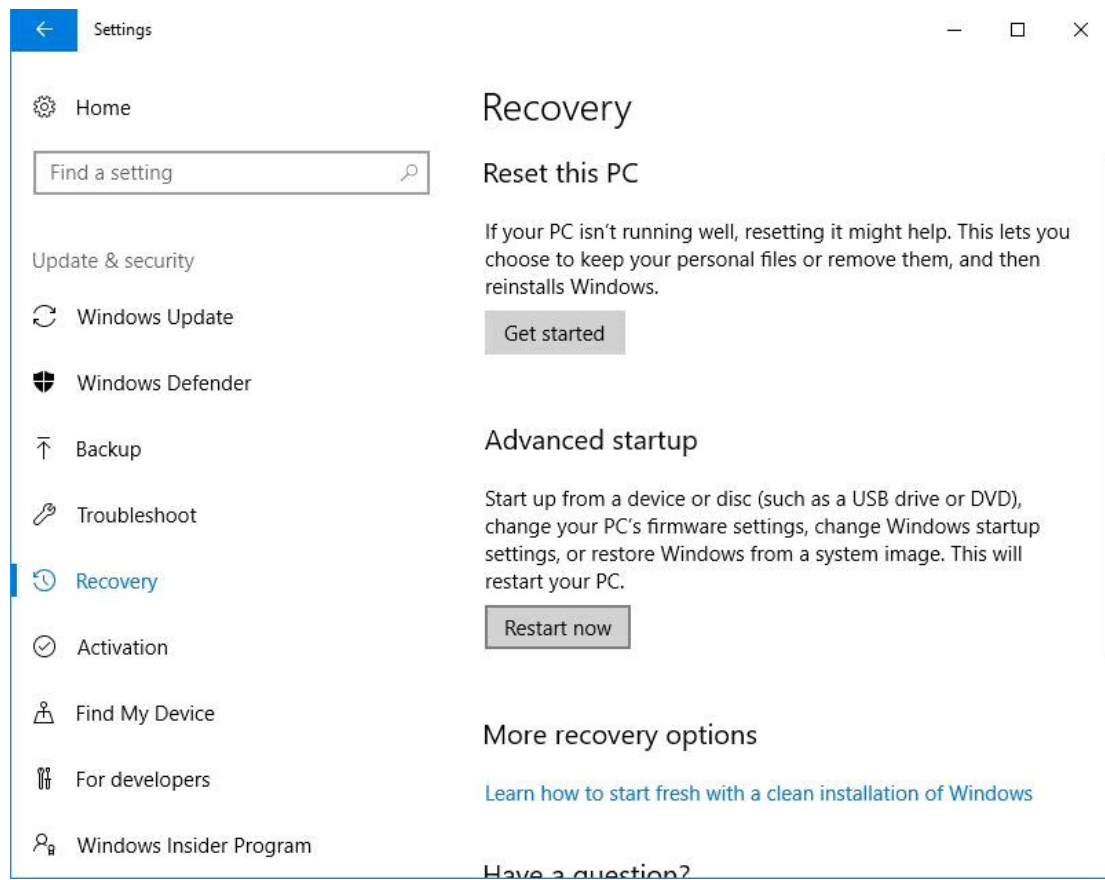 Settings
Home
Find a setting
Update & security
Windows Update
Windows Defender
Backup
Troubleshoot
Recovery
Activation
Find My Device
For developers
Windows Insider Program
Recovery
Reset this PC
If your PC isn't running well, resetting it might help. This lets you
choose to keep your personal files or remove them, and then
reinstalls Windows.
Get started
Advanced startup
Start up from a device or disc (such as a USB drive or DVD),
change your PC's firmware settings, change Windows startup
settings, or restore Windows from a system image. This will
restart your PC.
Restart now
More recovery options
Learn how to start fresh with a clean installation of Windows
Have a question?